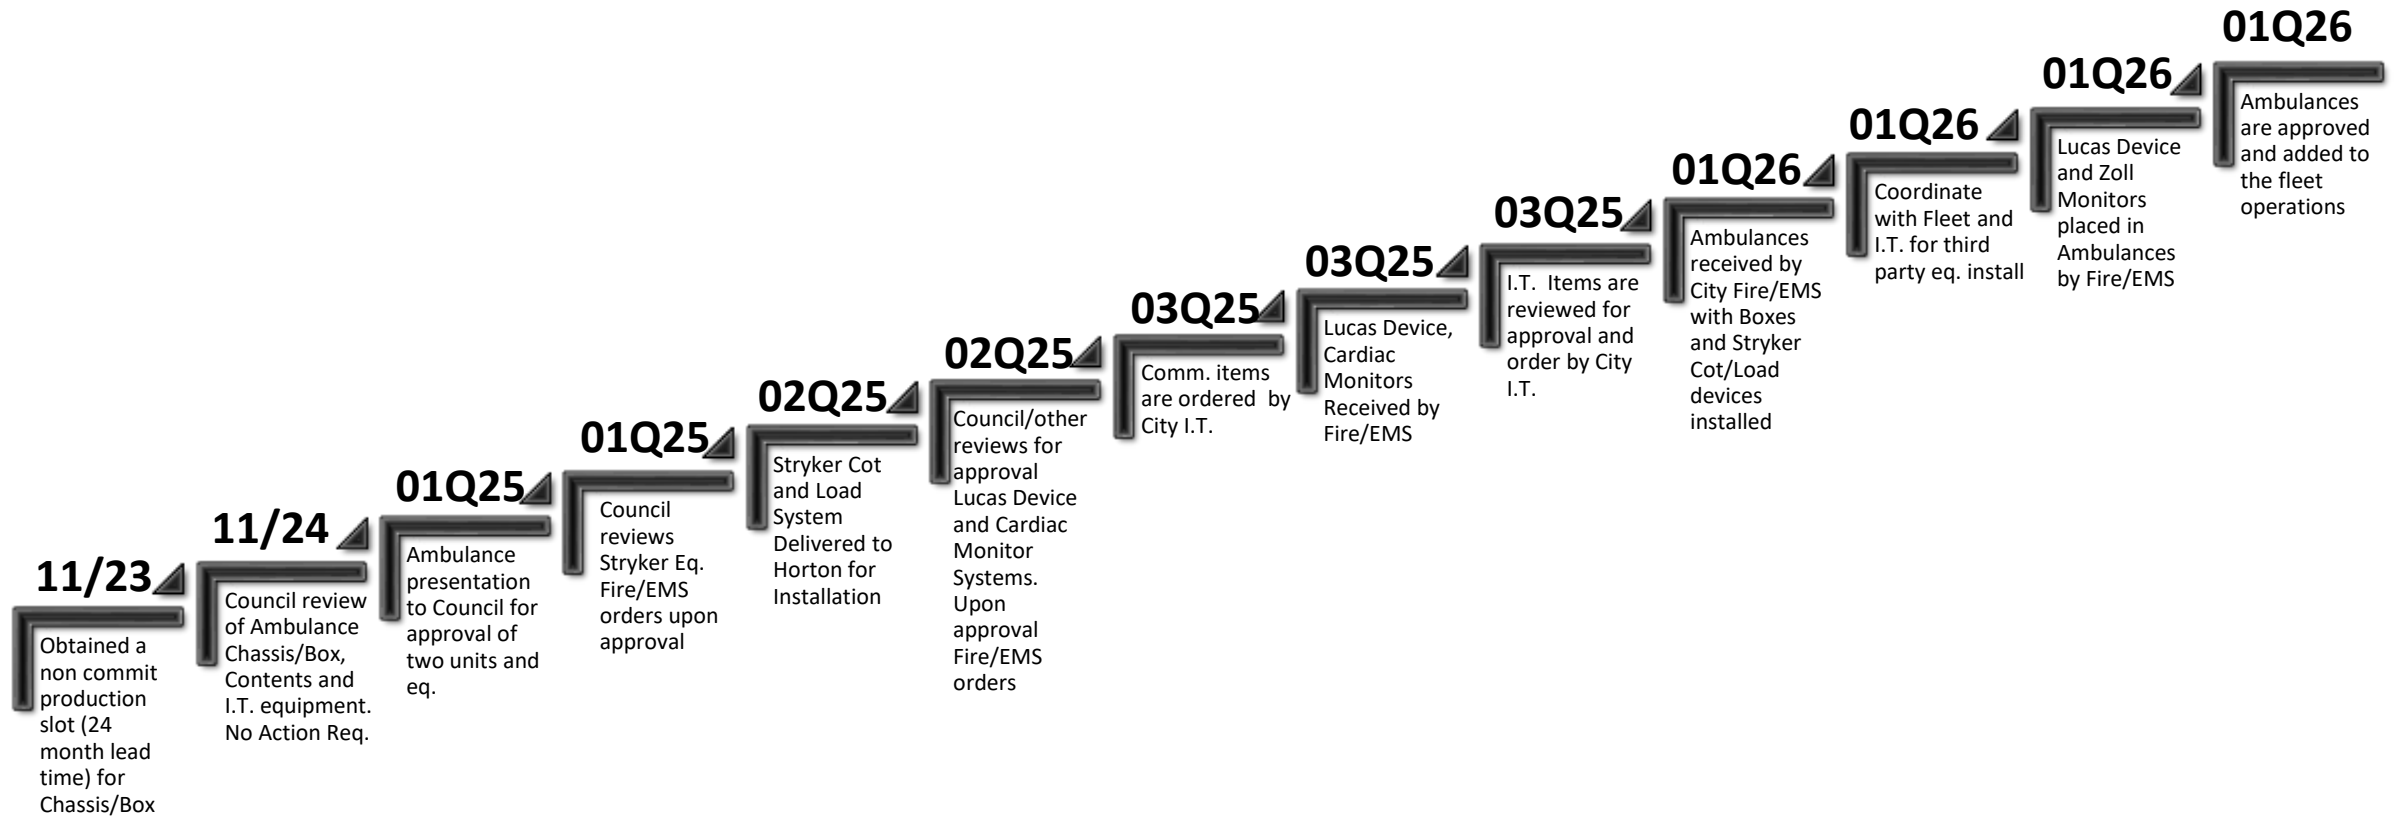 11/23
Obtained a
non commit
production
slot (24
month lead
time) for
Chassis/Box
11/24
Council review
of Ambulance
Chassis/Box,
Contents and
I.T. equipment.
No Action Req.
01Q25
Ambulance
presentation
to Council for
approval of
two units and
eq.
01Q25
Council
reviews
Stryker Eq.
Fire/EMS
orders upon
approval
02Q25
Stryker Cot
and Load
System
Delivered to
Horton for
Installation
02Q25
Council/other
reviews for
approval
Lucas Device
and Cardiac
Monitor
Systems.
Upon
approval
Fire/EMS
orders
03Q25
Comm. items
are ordered by
City I.T.
03Q25
Lucas Device,
Cardiac
Monitors
Received by
Fire/EMS
03Q25
I.T. Items are
reviewed for
approval and
order by City
I.T.
01Q26
Ambulances
received by
City Fire/EMS
with Boxes
and Stryker
Cot/Load
devices
installed
01Q26
Coordinate
with Fleet and
I.T. for third
party eq. install
01Q26
Lucas Device
and Zoll
Monitors
placed in
Ambulances
by Fire/EMS
01Q26
Ambulances
are approved
and added to
the fleet
operations